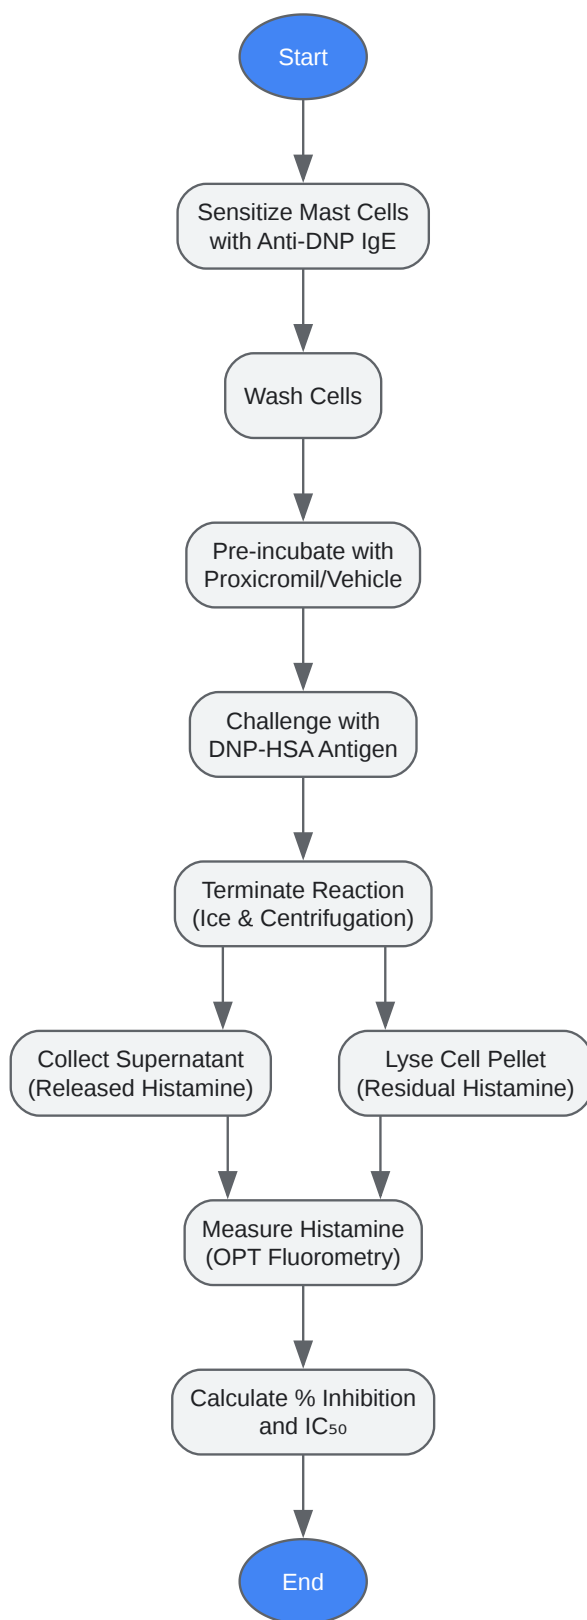 Start
Sensitize Mast Cells
with Anti-DNP IgE
Wash Cells
Pre-incubate with
Proxicromil/Vehicle
Challenge with
DNP-HSA Antigen
Terminate Reaction
(Ice & Centrifugation)
Collect Supernatant
(Released Histamine)
Lyse Cell Pellet
(Residual Histamine)
Measure Histamine
(OPT Fluorometry)
Calculate % Inhibition
and IC₅₀
End